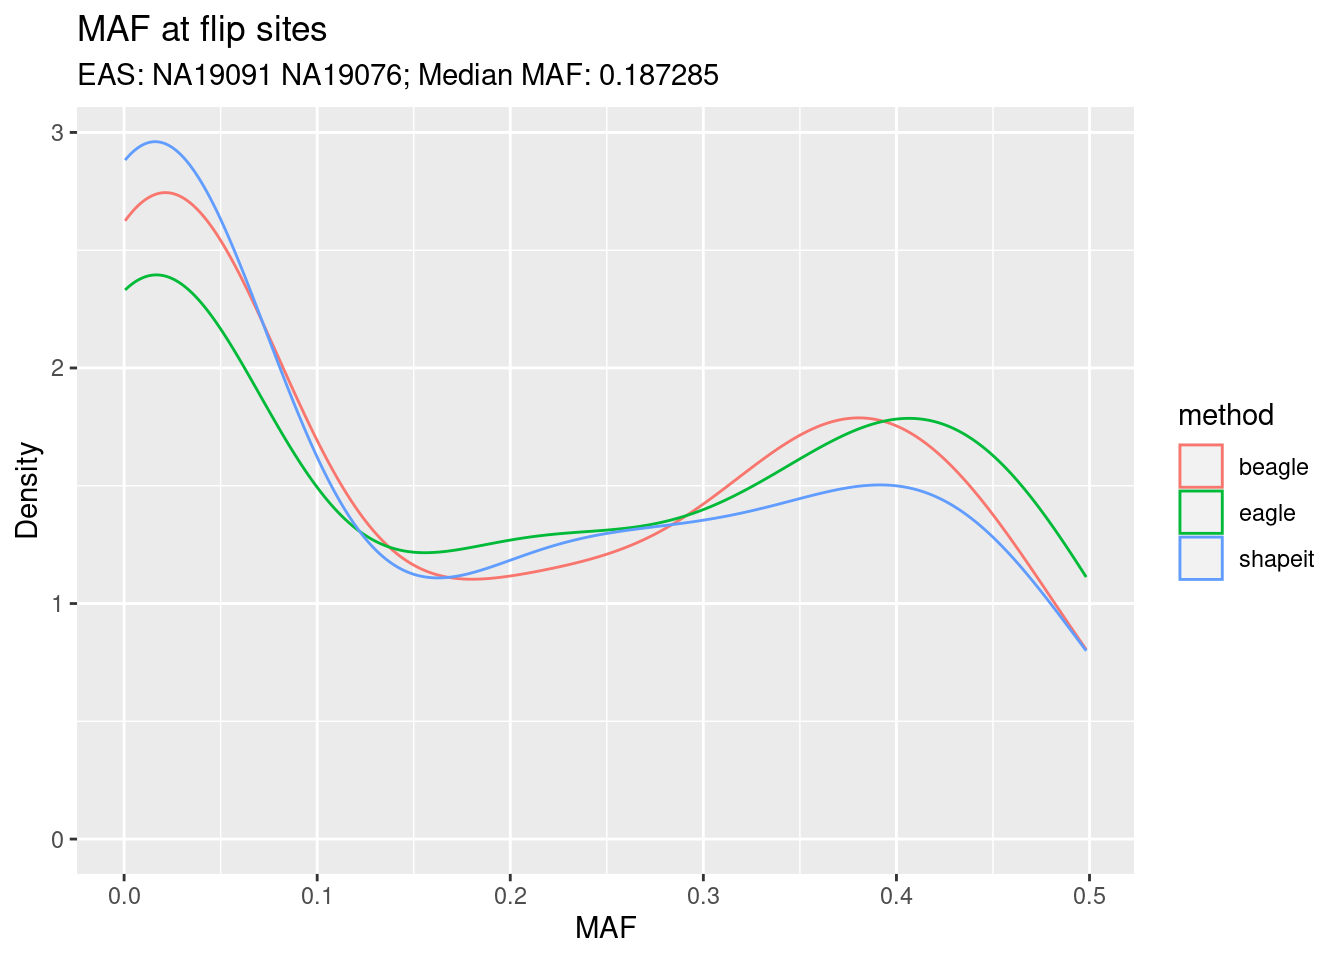 MAF at flip sites
EAS: NA19091 NA19076; Median MAF: 0.187285
3
2
1
0
Density
0.0 0.1 0.2 0.3 0.4 0.5
MAF
method
beagle
eagle
shapeit